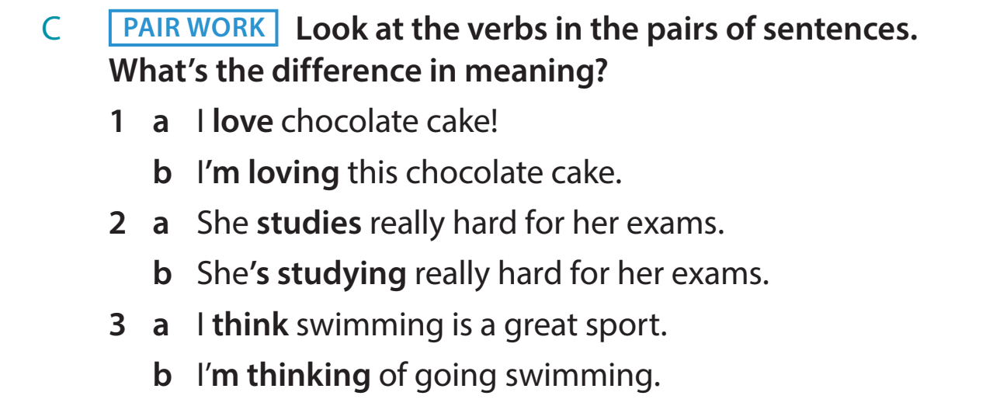 C PAIR WORK Look at the verbs in the pairs of sentences.
What's the difference in meaning?
1 a I love chocolate cake!
b I'm loving this chocolate cake.
2 a She studies really hard for her exams.
b She's studying really hard for her exams.
3 a I think swimming is a great sport.
b I'm thinking of going swimming.